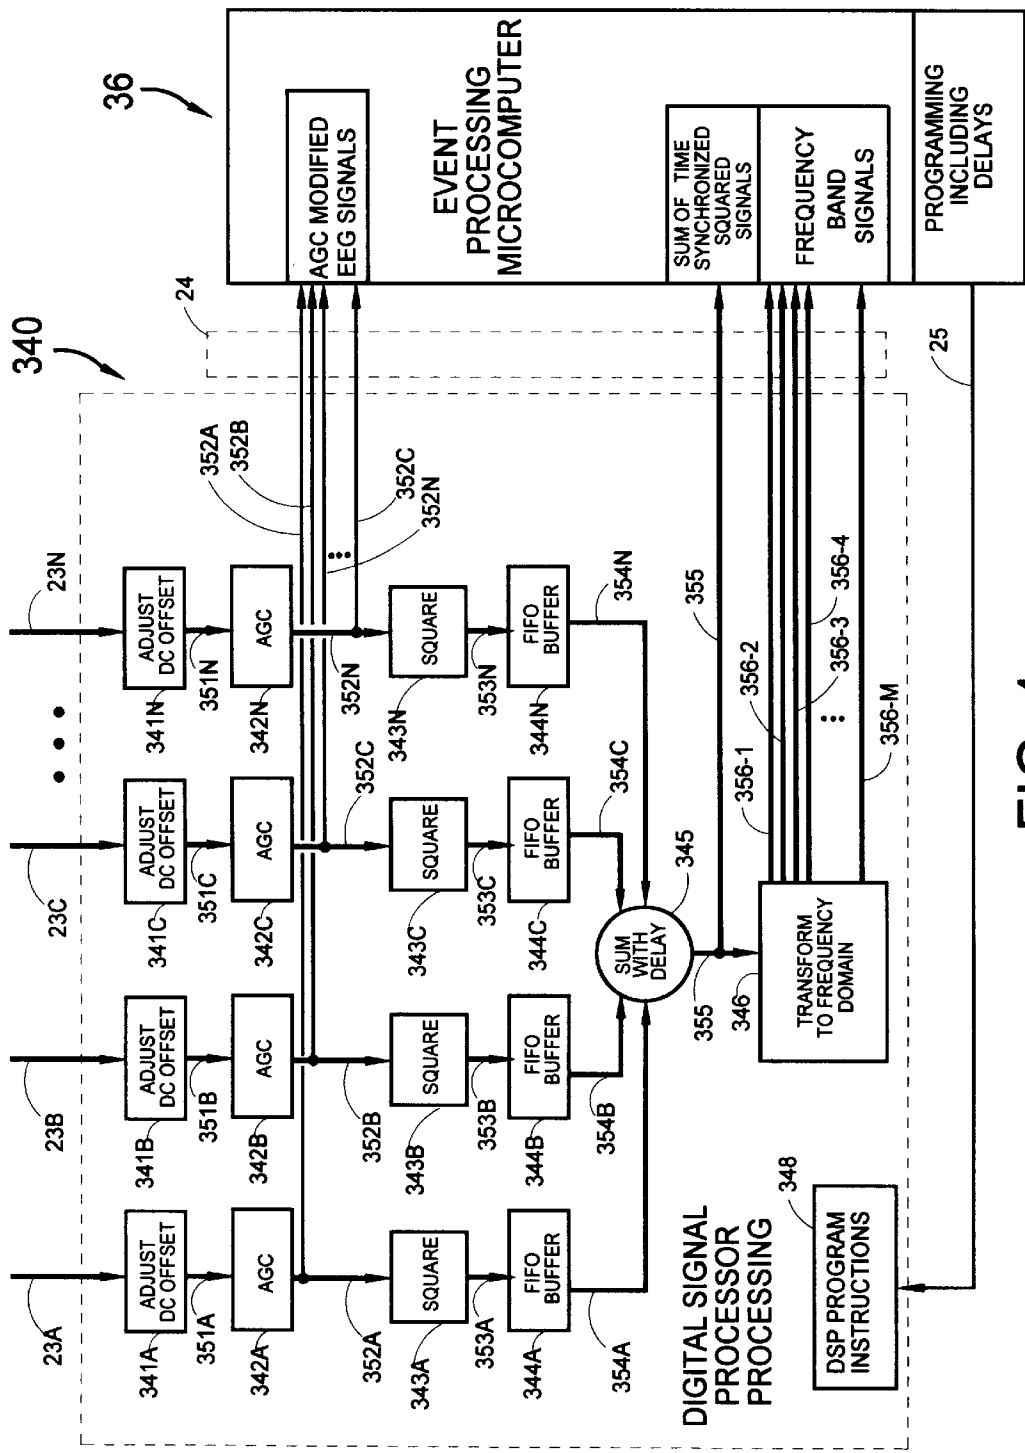 23A
23B
23C
23N
340
36
341A
ADJUST
DC OFFSET
341B
ADJUST
DC OFFSET
341C
ADJUST
DC OFFSET
341N
ADJUST
DC OFFSET
351A
351B
351C
351N
342A
AGC
342B
AGC
342C
AGC
342N
AGC
352A
352B
352A
352B
352C
352N
352C
352N
343A
SQUARE
343B
SQUARE
343C
SQUARE
343N
SQUARE
353A
353B
353C
353N
344A
FIFO
BUFFER
344B
FIFO
BUFFER
344C
FIFO
BUFFER
344N
FIFO
BUFFER
354A
354B
354C
354N
SUM
WITH
DELAY
345
355
355
346
TRANSFORM
TO FREQUENCY
DOMAIN
356-1
356-2
356-3
356-4
356-M
DIGITAL SIGNAL
PROCESSOR
PROCESSING
348
DSP PROGRAM
INSTRUCTIONS
24
25
AGC MODIFIED
EEG SIGNALS
EVENT
PROCESSING
MICROCOMPUTER
SUM OF TIME
SYNCHRONIZED
SQUARED
SIGNALS
FREQUENCY
BAND
SIGNALS
PROGRAMMING
INCLUDING
DELAYS